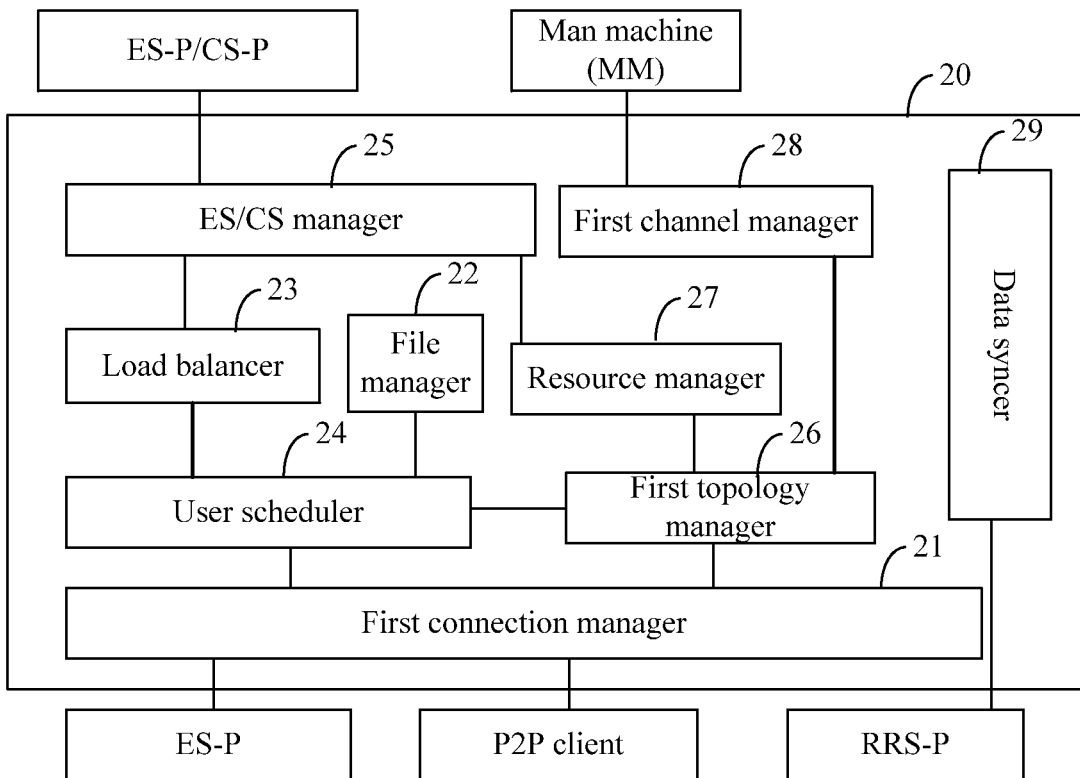 ES-P/CS-P
Man machine
(MM)
20
25
28
29
ES/CS manager
First channel manager
23
22
27
Data syncer
Load balancer
File
manager
Resource manager
24
26
User scheduler
First topology
manager
21
First connection manager
ES-P
P2P client
RRS-P